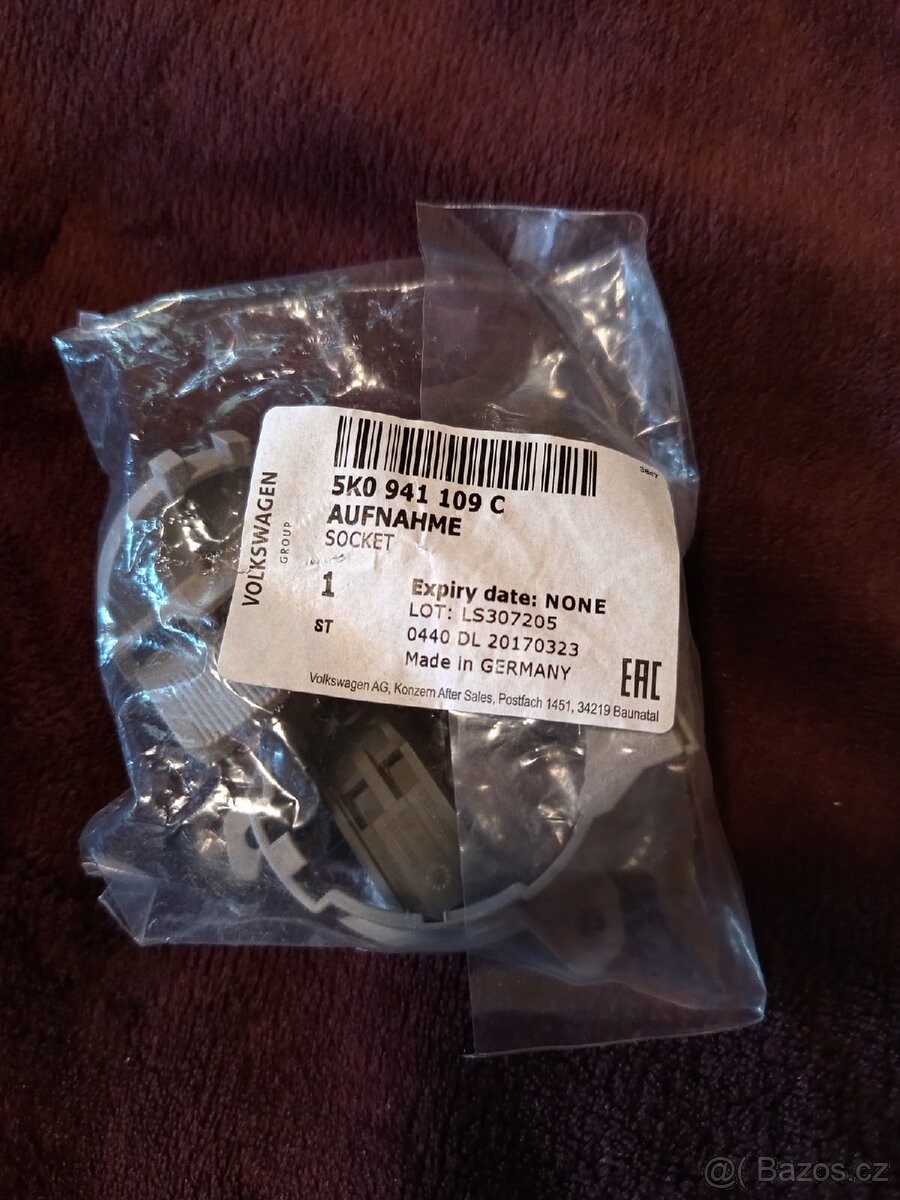 5K0 941 109 C
AUFNAHME
SOCKET
VOLKSWAGEN
GROUP
1
ST
Expiry date: NONE
LOT: LS307205
0440 DL 20170323
Made in GERMANY
EAC
Volkswagen AG, Konzern After Sales, Postfach 1451, 34219 Baunatal
@( Bazos.cz